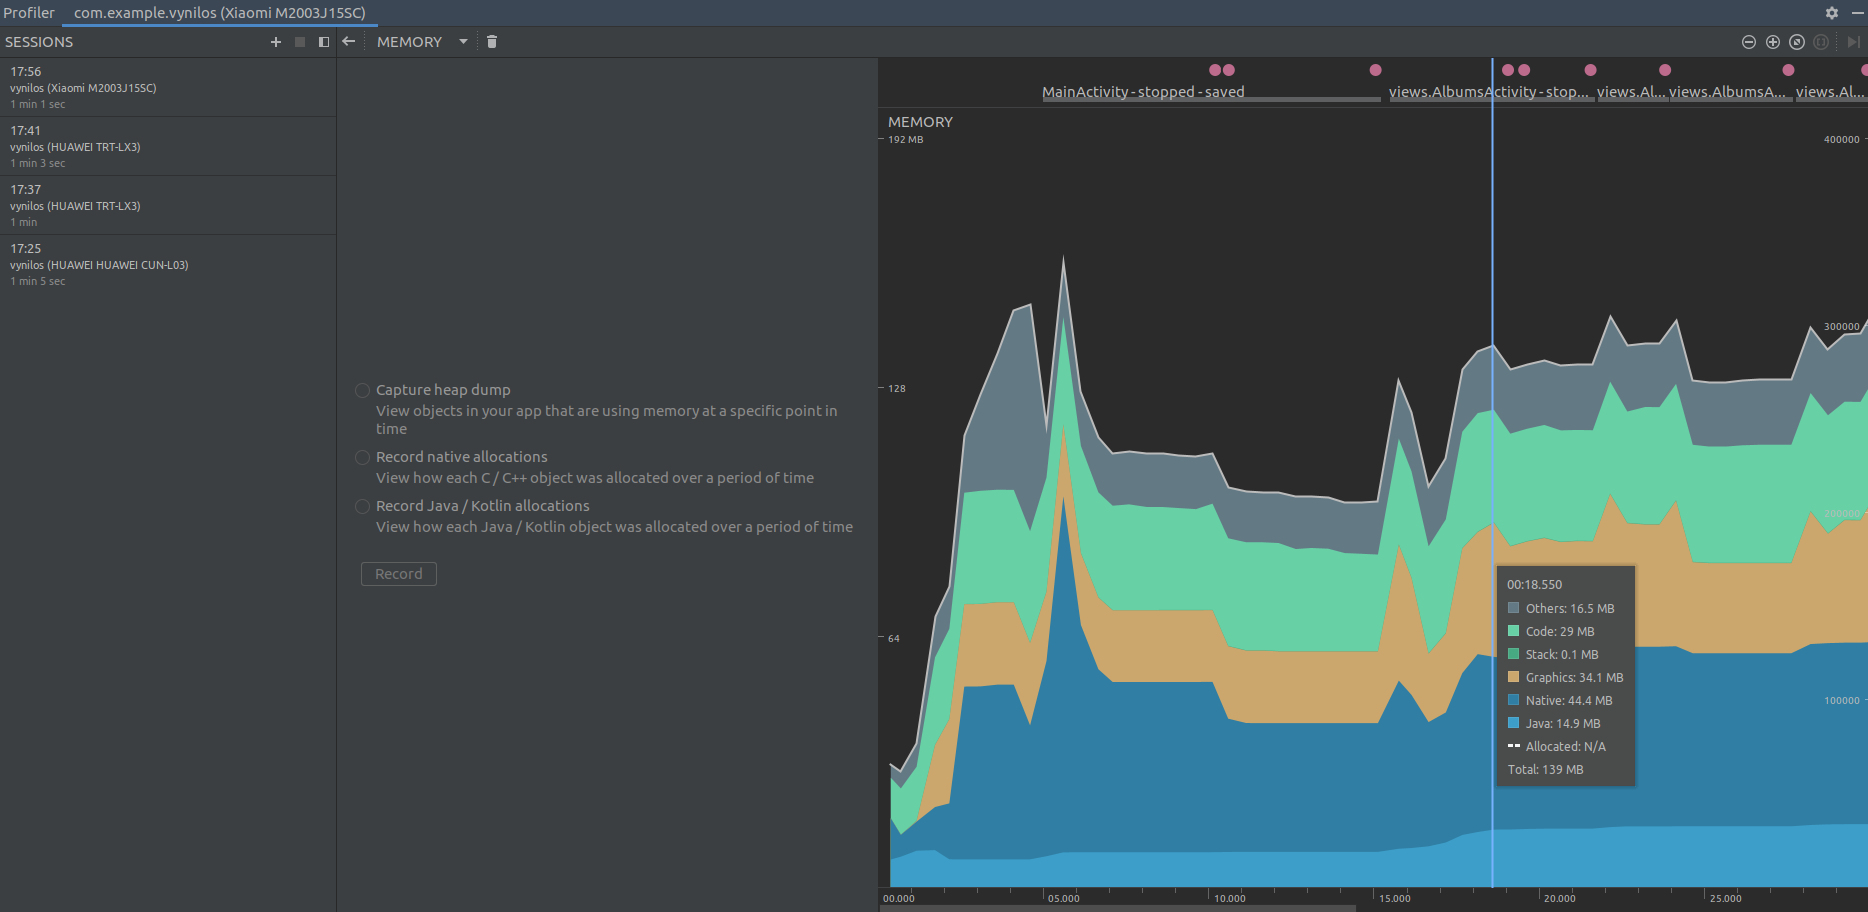 Profiler com.example.vynilos (Xiaomi M2003J15SC)
SESSIONS
MEMORY
17:56
vynilos (Xiaomi M2003J15SC)
1 min 1 sec
17:41
vynilos (HUAWEI TRT-LX3)
1 min 3 sec
17:37
vynilos (HUAWEI TRT-LX3)
1 min
17:25
vynilos (HUAWEI HUAWEI CUN-L03)
1 min 5 sec
Capture heap dump
View objects in your app that are using memory at a specific point in
time
Record native allocations
View how each C / C++ object was allocated over a period of time
Record Java / Kotlin allocations
View how each Java / Kotlin object was allocated over a period of time
Record
MainActivity - stopped - saved
views.AlbumsActivity - stop...
views.Al...
views.AlbumsA...
views.Al...
MEMORY
192 MB
400000
300000
128
200000
64
100000
00:18.550
Others: 16.5 MB
Code: 29 MB
Stack: 0.1 MB
Graphics: 34.1 MB
Native: 44.4 MB
Java: 14.9 MB
Allocated: N/A
Total: 139 MB
00.000 05.000 10.000 15.000 20.000 25.000